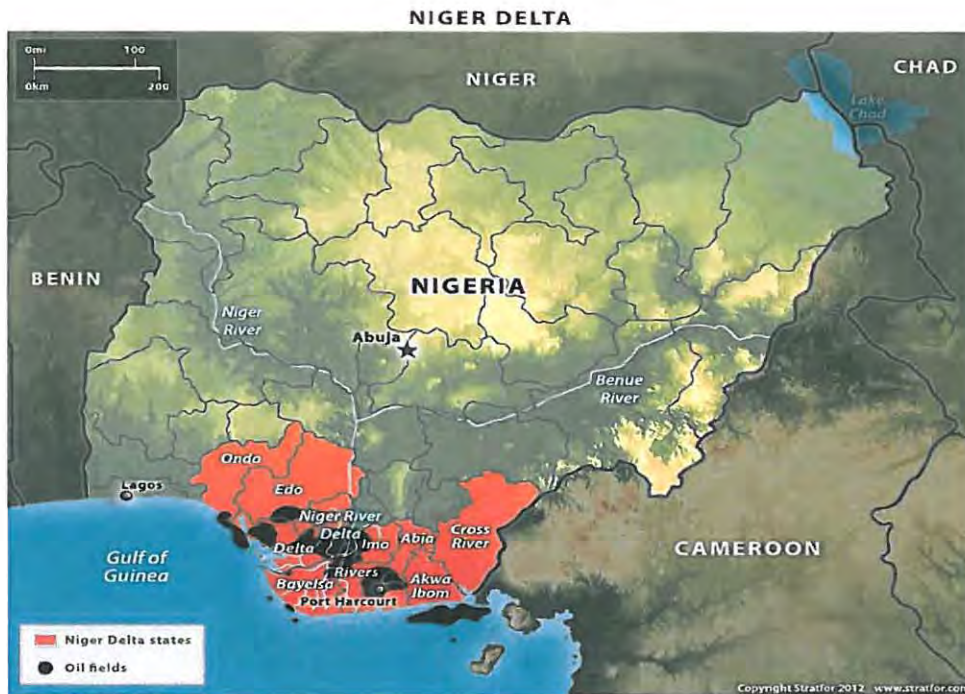 NIGER DELTA
0mi 100
0km 200
NIGER
CHAD
Lake
Chad
BENIN
NIGERIA
Niger
River
Abuja
Benue
River
Onda
Lagos
Edo
Niger River
Delta
Delta
Imo
Abia
Cross
River
CAMEROON
Gulf of
Guinea
Rivers
Bayelsa
Akwa
Ibom
Port Harcourt
Niger Delta states
Oil fields
Copyright Stratfor 2012 www.stratfor.com